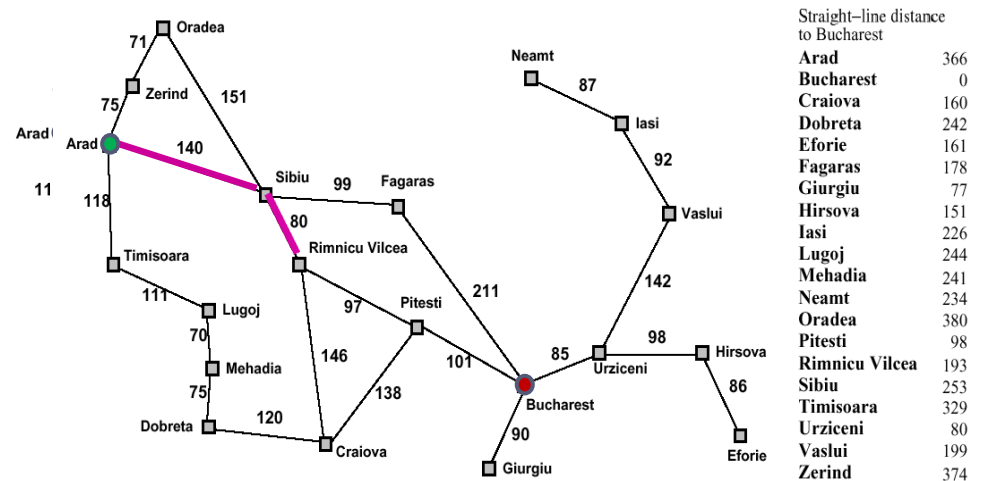 Oradea
71
Neamt
87
Zerind
151
75
Iasi
Arad
Arad
140
92
Sibiu
99
Fagaras
11
118
80
Vaslui
Rimnicu Vilcea
Timisoara
142
111
211
97
Pitesti
Lugoj
70
98
146
101
85
Hirsova
Mehadia
Urziceni
86
75
138
Bucharest
120
Dobreta
90
Craiova
Eforie
Giurgiu
Straight–line distance
to Bucharest
Arad 366
Bucharest 0
Craiova 160
Dobreta 242
Eforie 161
Fagaras 178
Giurgiu 77
Hirsova 151
Iasi 226
Lugoj 244
Mehadia 241
Neamt 234
Oradea 380
Pitesti 98
Rimnicu Vilcea 193
Sibiu 253
Timisoara 329
Urziceni 80
Vaslui 199
Zerind 374